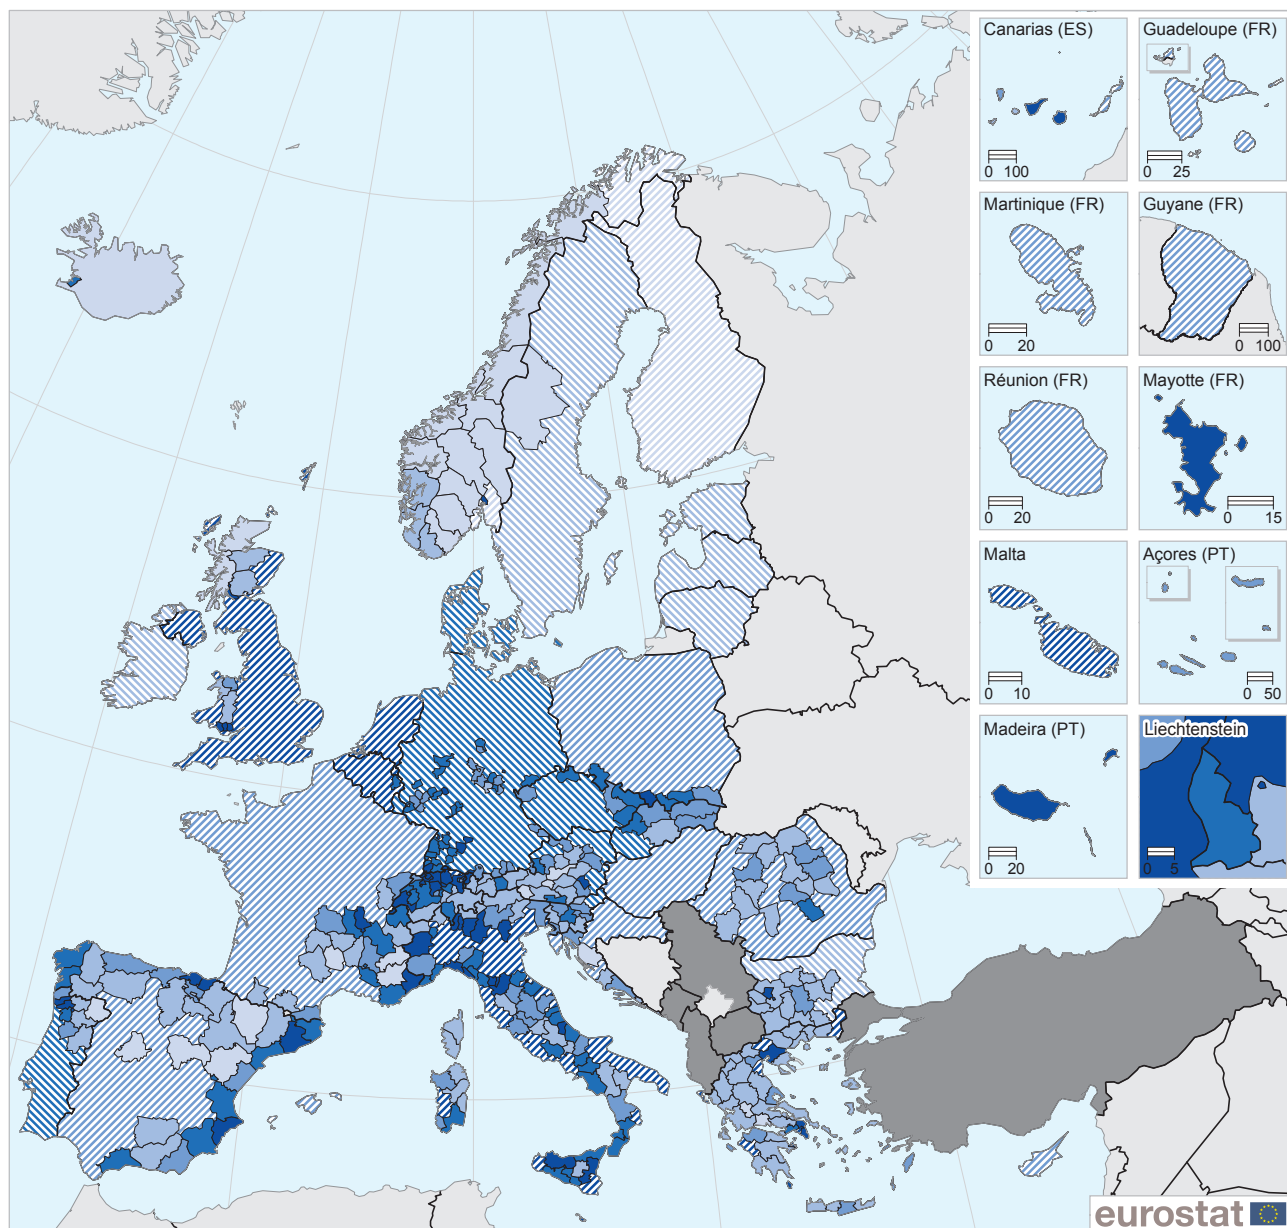 Canarias (ES)
0 100
Guadeloupe (FR)
0 25
Martinique (FR)
0 20
Guyane (FR)
0 100
Réunion (FR)
0 20
Mayotte (FR)
0 15
Malta
0 10
Açores (PT)
0 50
Madeira (PT)
0 20
Liechtenstein
0 5
eurostat